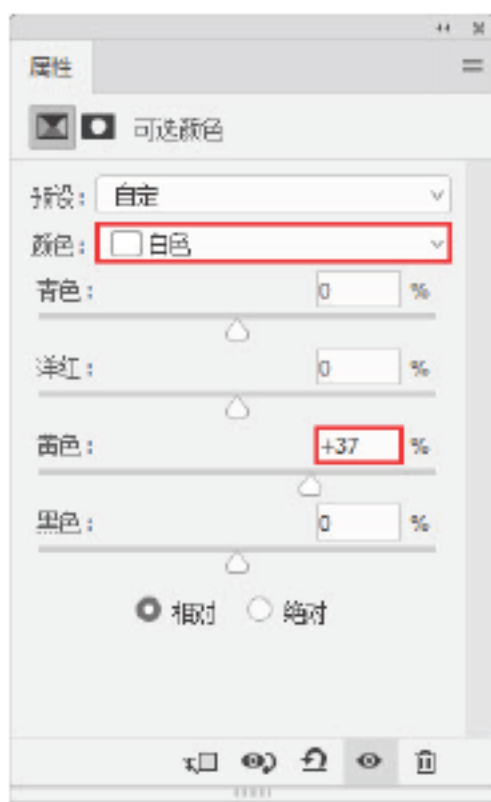 属性
可选颜色
预设： 自定
颜色： 白色
青色： 0 %
洋红： 0 %
黄色： +37 %
黑色： 0 %
相对 绝对